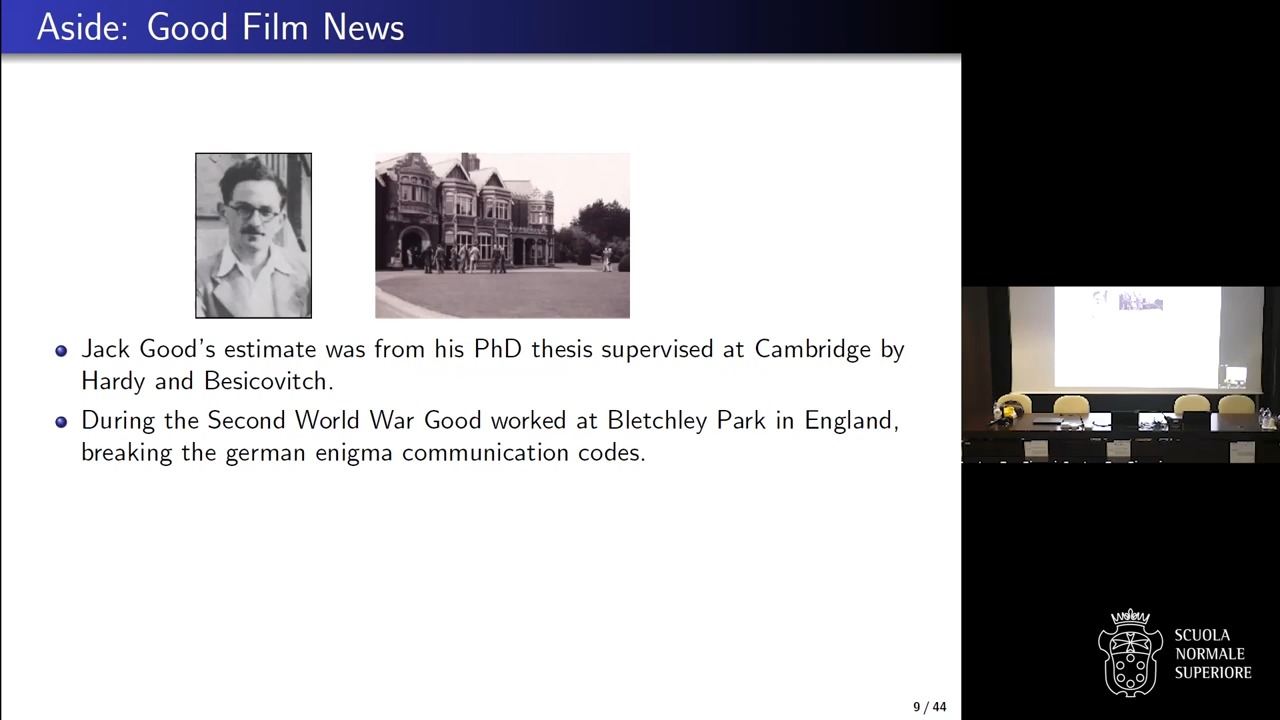 Aside: Good Film News
Jack Good's estimate was from his PhD thesis supervised at Cambridge by
Hardy and Besicovitch.
During the Second World War Good worked at Bletchley Park in England,
breaking the german enigma communication codes.
9 / 44
SCUOLA
NORMALE
SUPERIORE